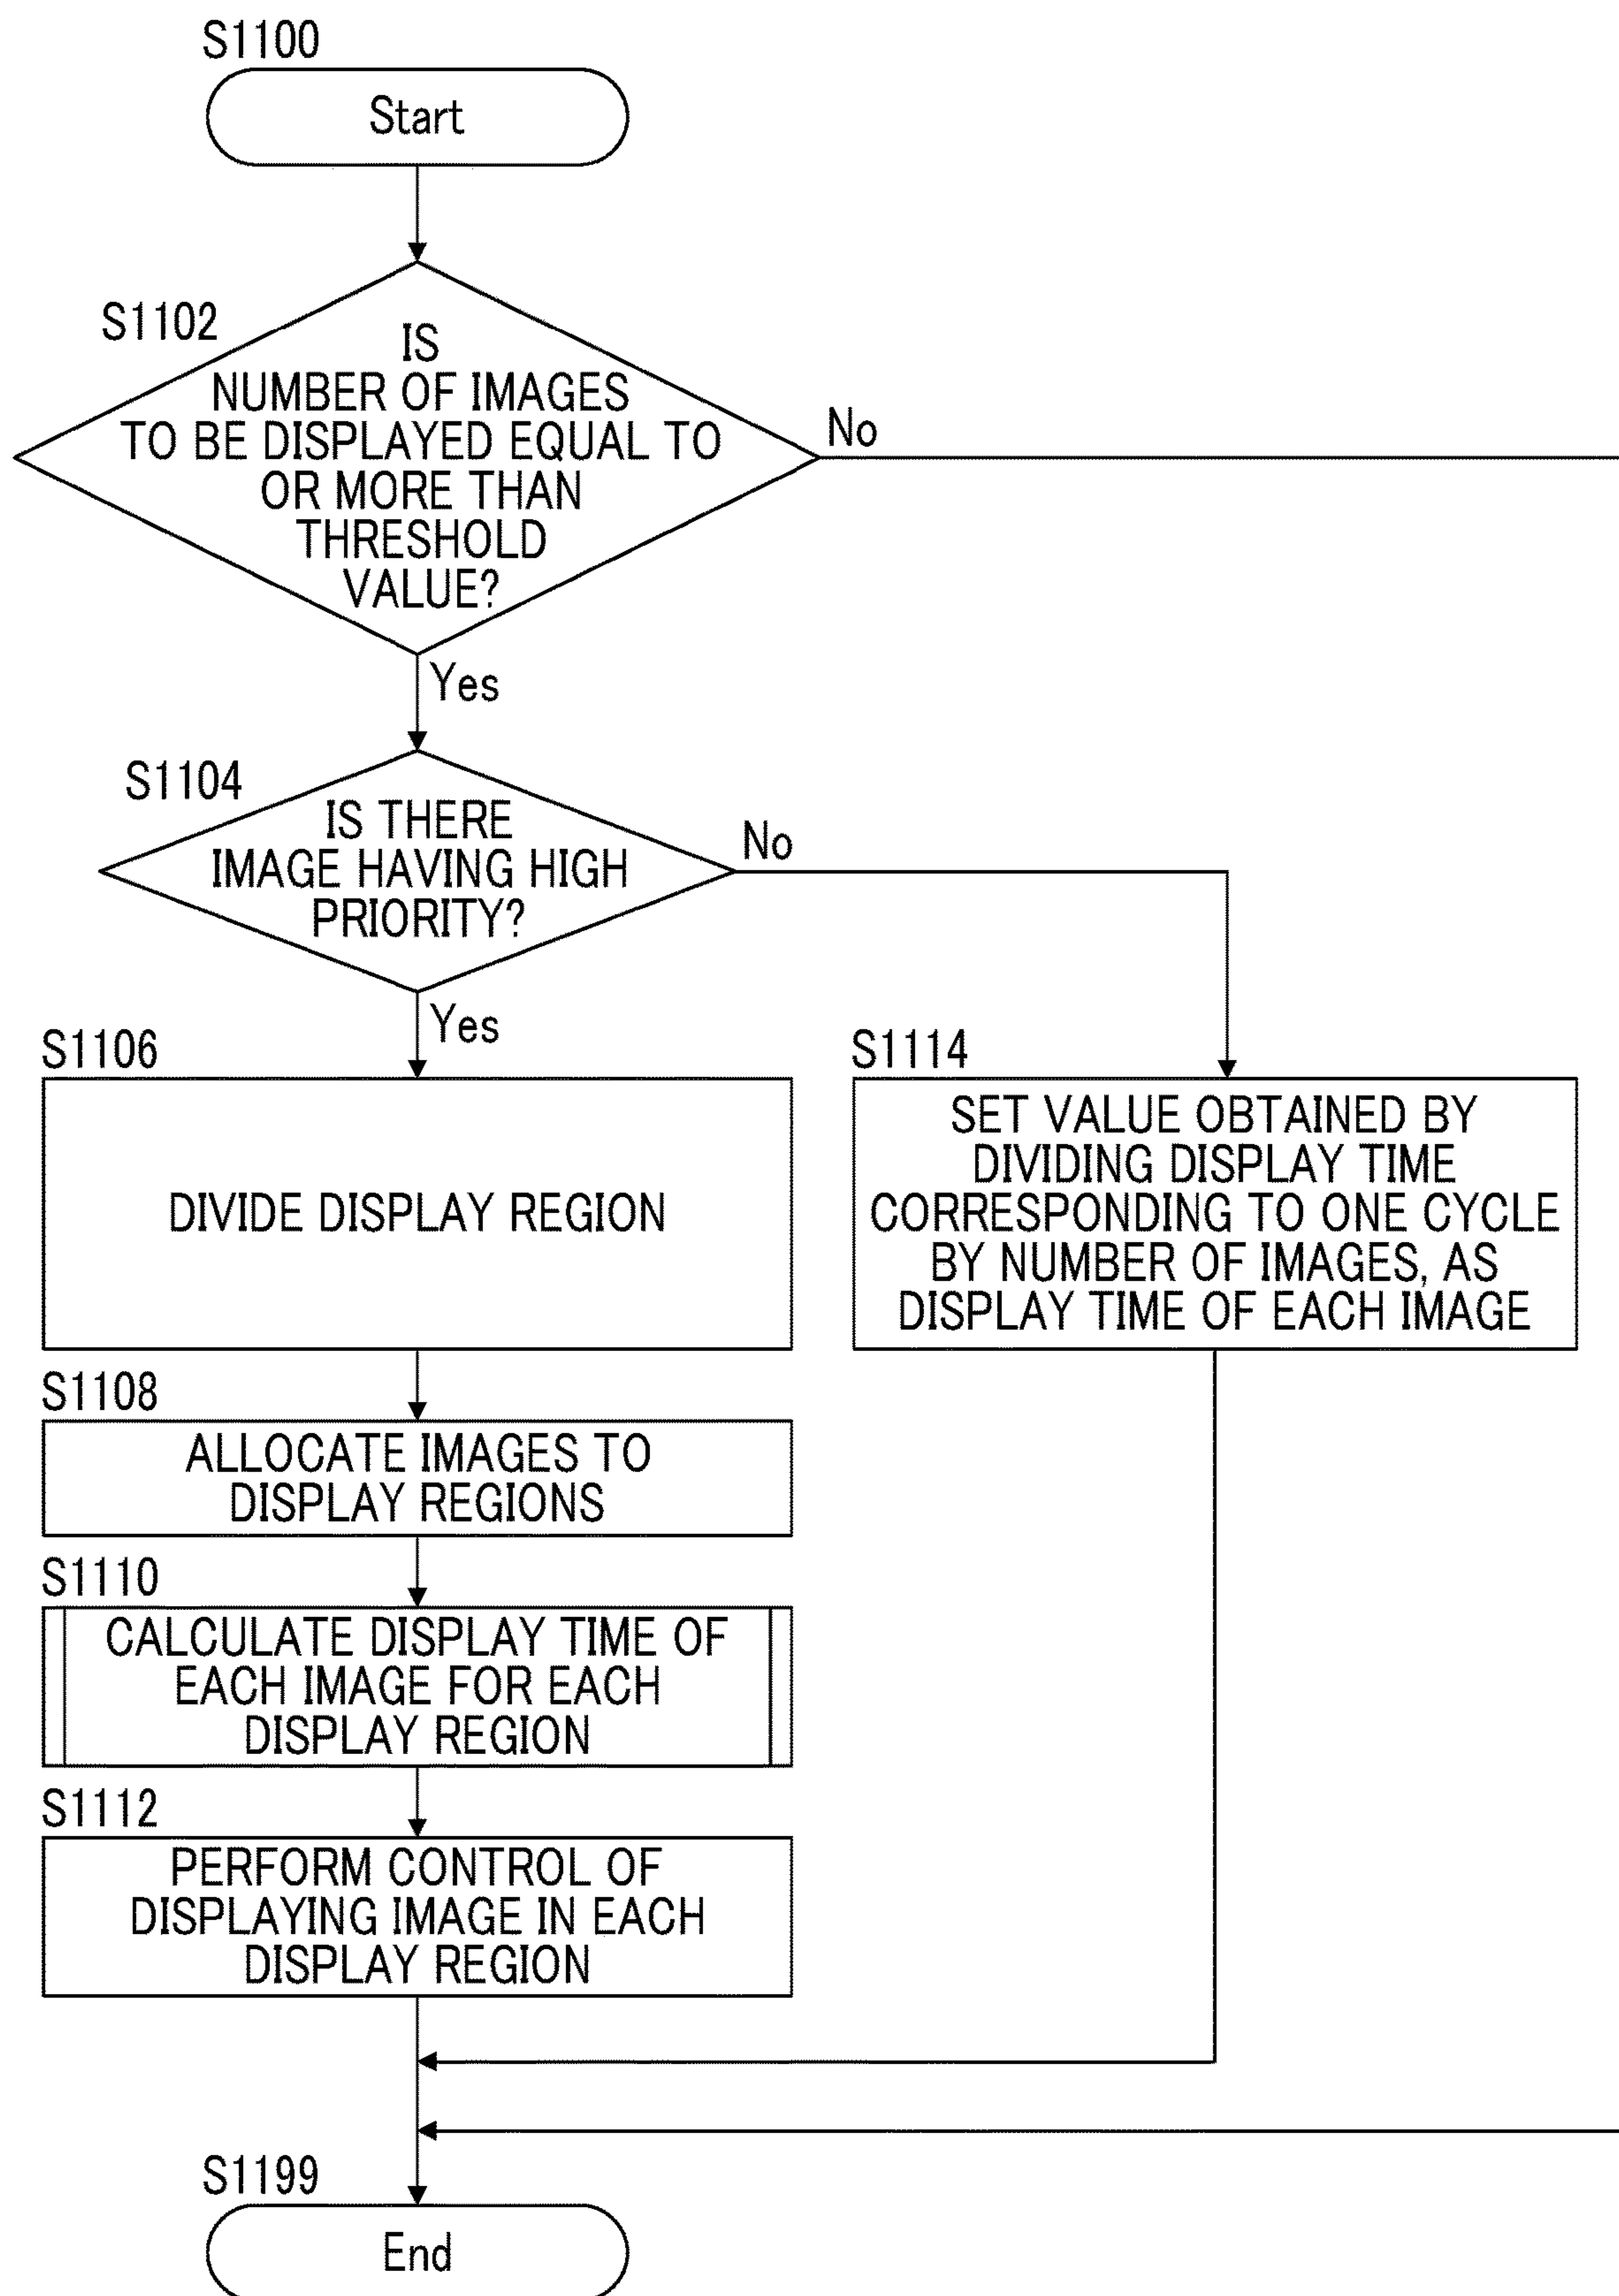 S1100
Start
S1102
IS
NUMBER OF IMAGES
TO BE DISPLAYED EQUAL TO
OR MORE THAN
THRESHOLD
VALUE?
No
Yes
S1104
IS THERE
IMAGE HAVING HIGH
PRIORITY?
No
Yes
S1106
DIVIDE DISPLAY REGION
S1114
SET VALUE OBTAINED BY
DIVIDING DISPLAY TIME
CORRESPONDING TO ONE CYCLE
BY NUMBER OF IMAGES, AS
DISPLAY TIME OF EACH IMAGE
S1108
ALLOCATE IMAGES TO
DISPLAY REGIONS
S1110
CALCULATE DISPLAY TIME OF
EACH IMAGE FOR EACH
DISPLAY REGION
S1112
PERFORM CONTROL OF
DISPLAYING IMAGE IN EACH
DISPLAY REGION
S1199
End